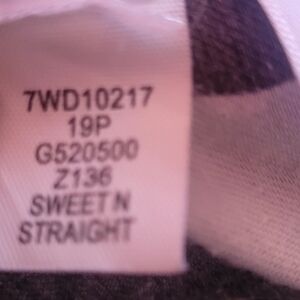 7WD10217
19P
G520500
Z136
SWEET N
STRAIGHT